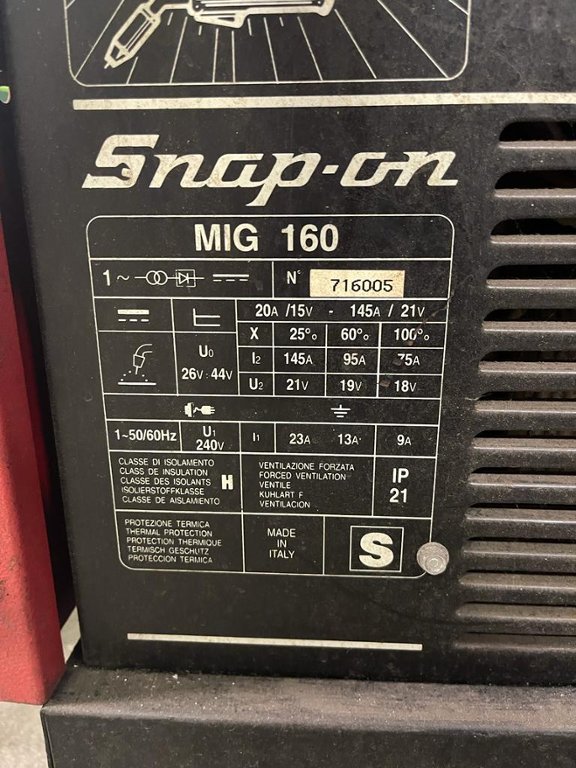 Snap-on
MIG 160
1~ N° 716005
20A /15V - 145A / 21V
X 25% 60% 100%
U0 26V÷44V
I2 145A 95A 75A
U2 21V 19V 18V
1~50/60Hz U1 240V I1 23A 13A 9A
CLASSE DI ISOLAMENTO
CLASS DE INSULATION
CLASSE DES ISOLANTS
ISOLIERSTOFFKLASSE
CLASSE DE AISLAMIENTO
H
VENTILAZIONE FORZATA
FORCED VENTILATION
VENTILE
KUHLART F
VENTILACION
IP
21
PROTEZIONE TERMICA
THERMAL PROTECTION
PROTECTION THERMIQUE
TERMISCH GESCHUTZ
PROTECCION TERMICA
MADE
IN
ITALY
S